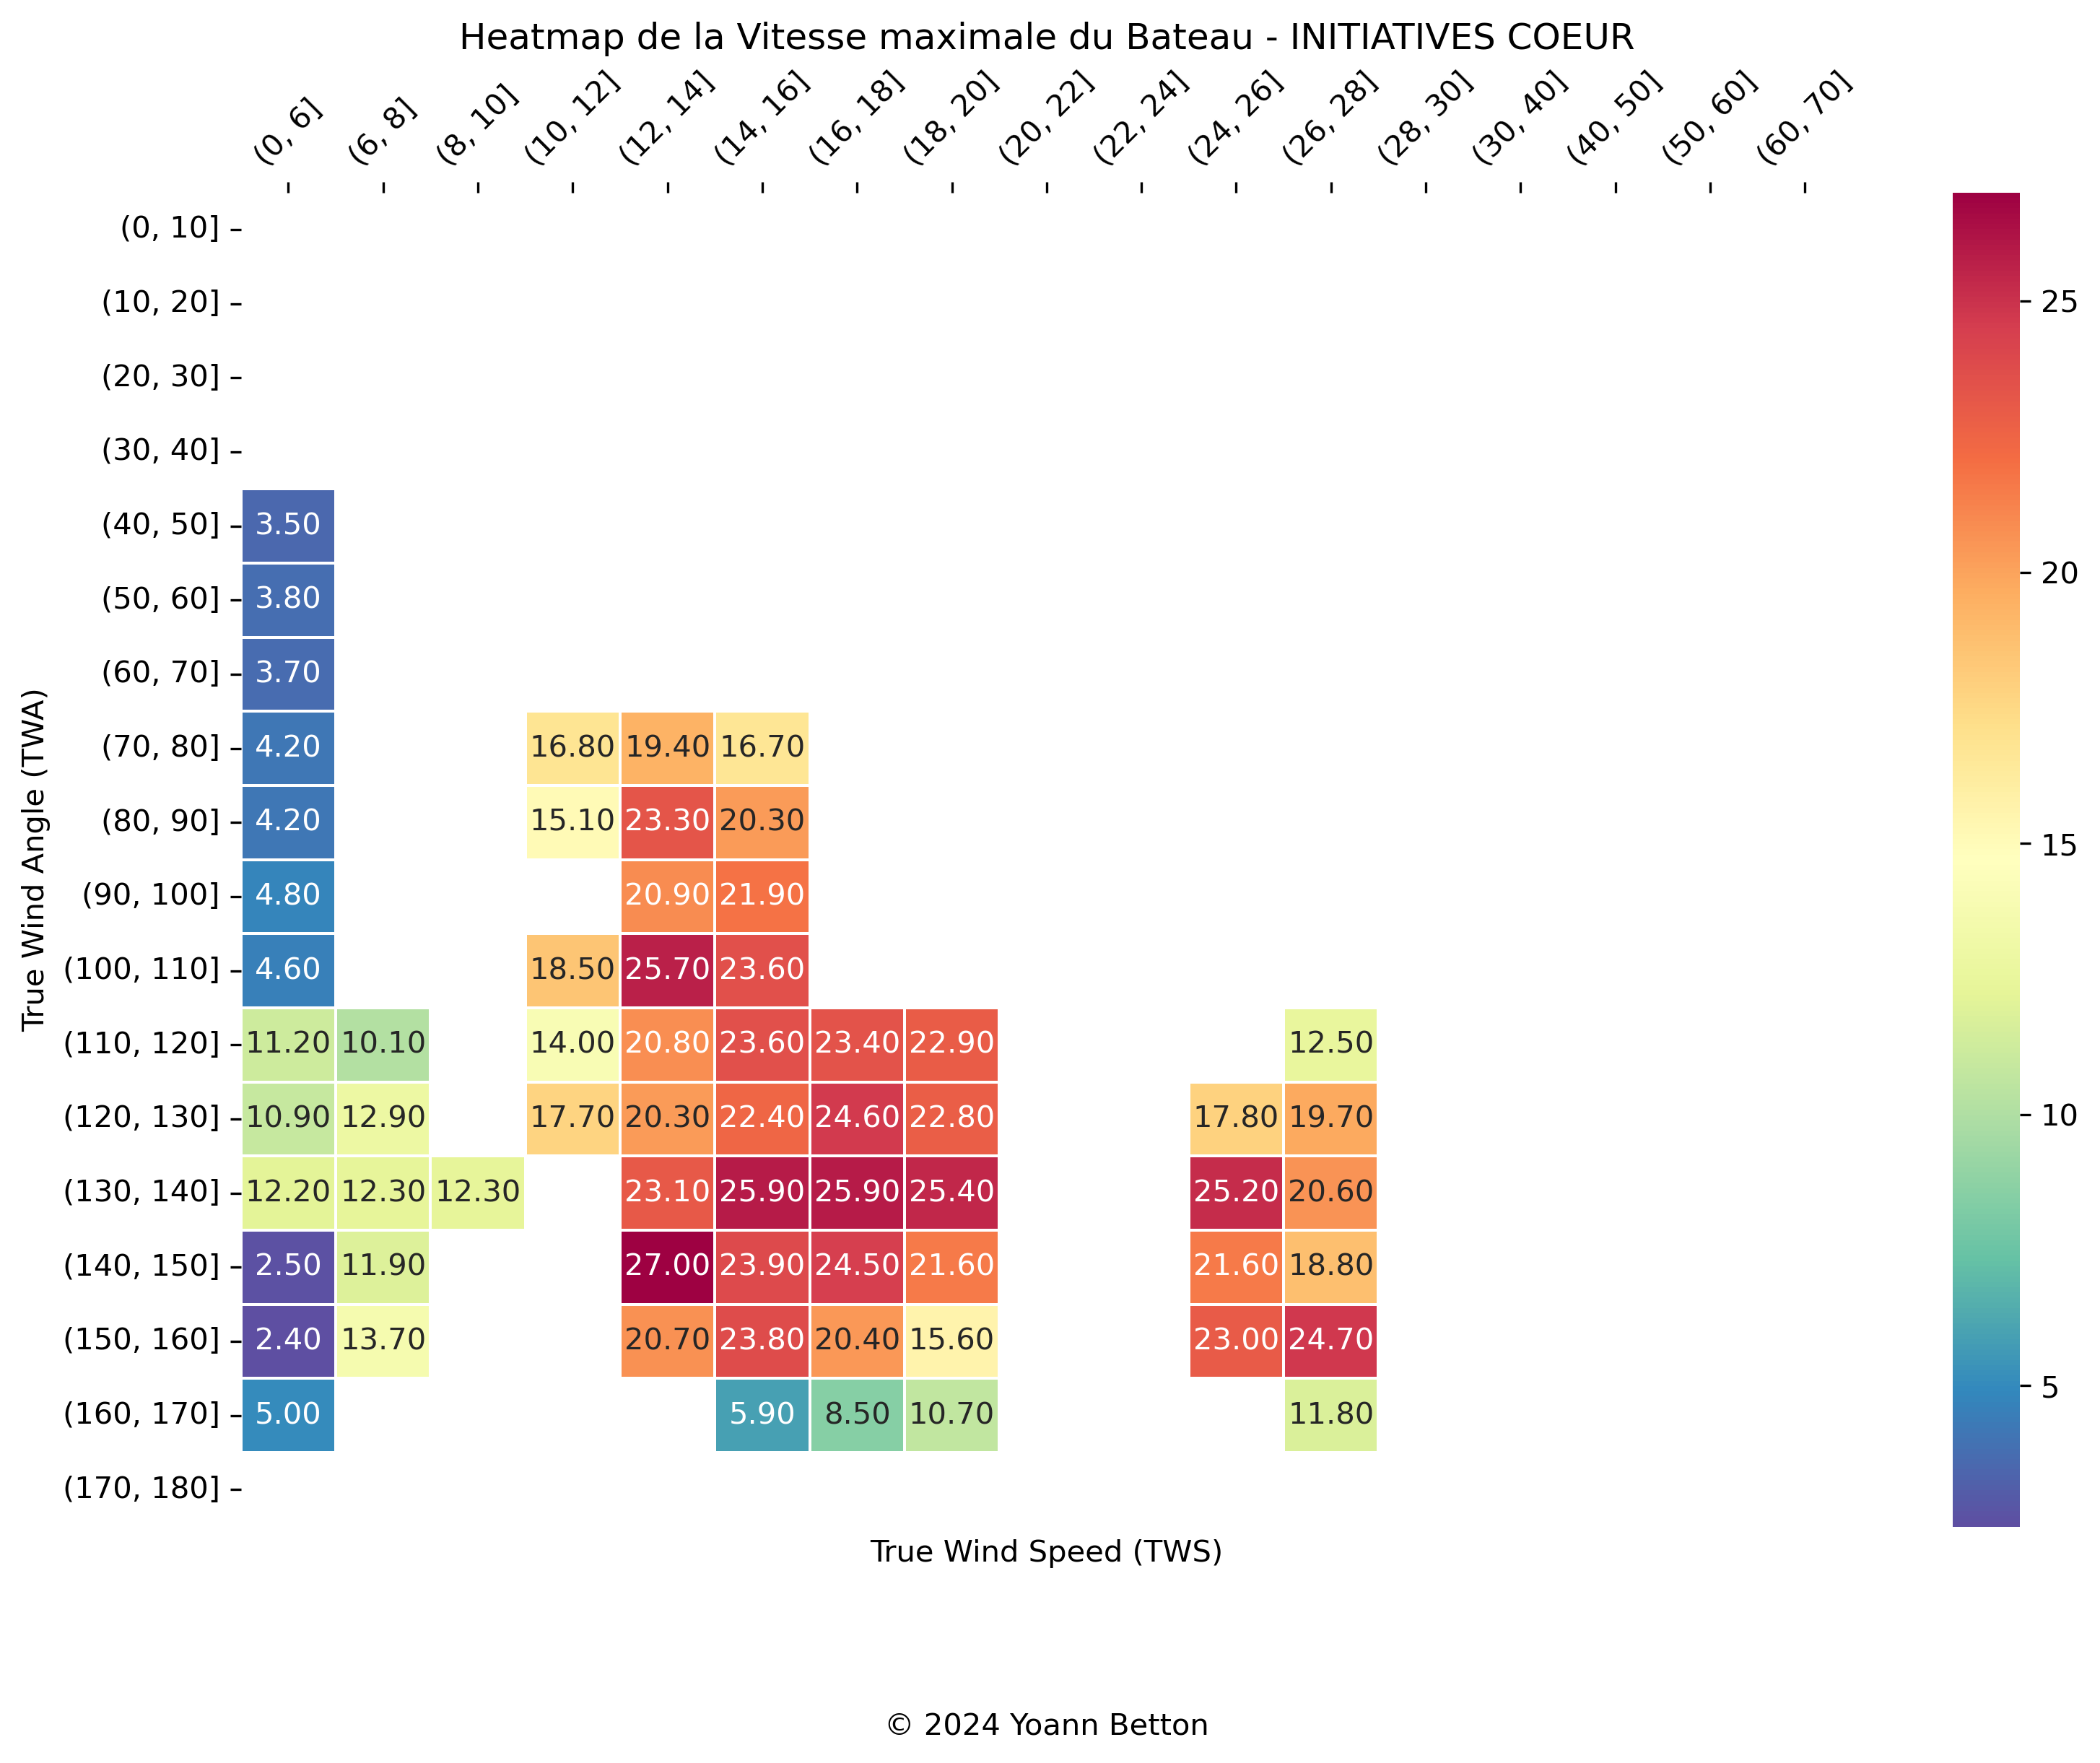 Heatmap de la Vitesse maximale du Bateau - INITIATIVES COEUR
(0, 6] (6, 8] (8, 10] (10, 12] (12, 14] (14, 16] (16, 18] (18, 20] (20, 22] (22, 24] (24, 26] (26, 28] (28, 30] (30, 40] (40, 50] (50, 60] (60, 70]
True Wind Angle (TWA)
(0, 10]
(10, 20]
(20, 30]
(30, 40]
(40, 50] 3.50
(50, 60] 3.80
(60, 70] 3.70
(70, 80] 4.20 16.80 19.40 16.70
(80, 90] 4.20 15.10 23.30 20.30
(90, 100] 4.80 20.90 21.90
(100, 110] 4.60 18.50 25.70 23.60
(110, 120] 11.20 10.10 14.00 20.80 23.60 23.40 22.90 12.50
(120, 130] 10.90 12.90 17.70 20.30 22.40 24.60 22.80 17.80 19.70
(130, 140] 12.20 12.30 12.30 23.10 25.90 25.90 25.40 25.20 20.60
(140, 150] 2.50 11.90 27.00 23.90 24.50 21.60 21.60 18.80
(150, 160] 2.40 13.70 20.70 23.80 20.40 15.60 23.00 24.70
(160, 170] 5.00 5.90 8.50 10.70 11.80
(170, 180]
25
20
15
10
5
True Wind Speed (TWS)
© 2024 Yoann Betton